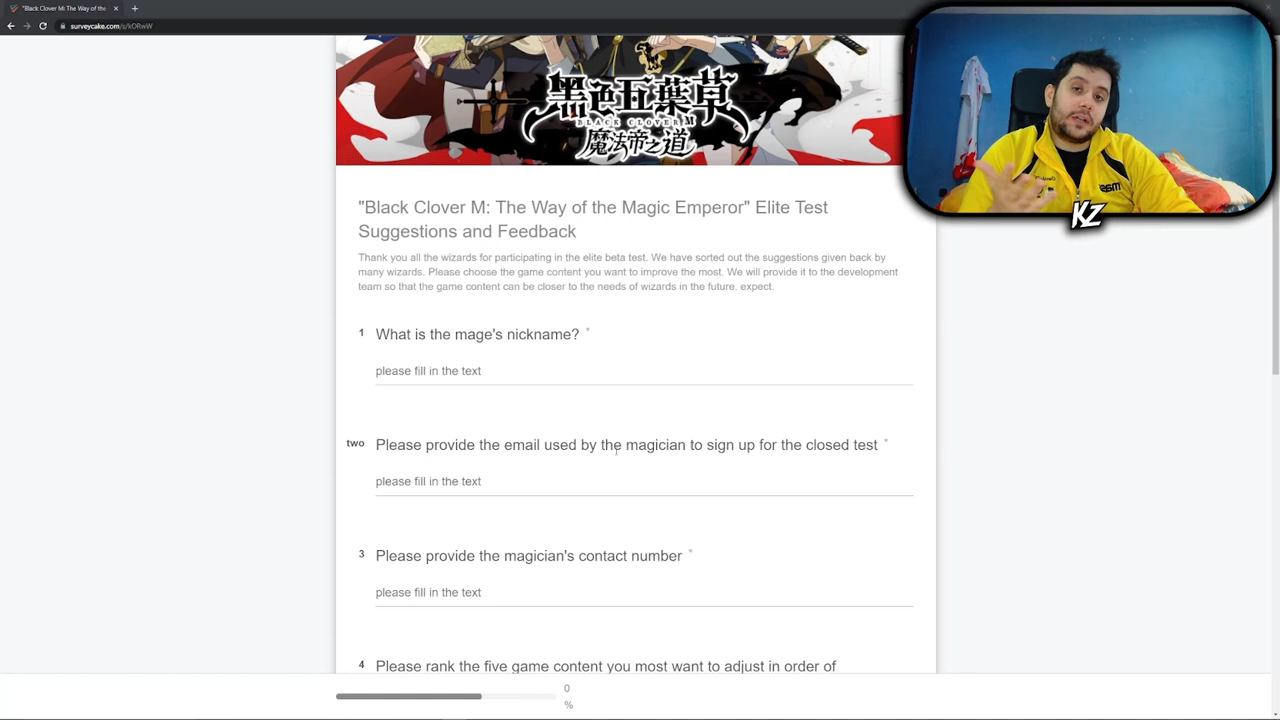 "Black Clover M: The Way of the
surveycake.com/s/kORwW
黑色五葉草
BLACK CLOVER M
魔法帝之道
KZ
"Black Clover M: The Way of the Magic Emperor" Elite Test
Suggestions and Feedback
Thank you all the wizards for participating in the elite beta test. We have sorted out the suggestions given back by
many wizards. Please choose the game content you want to improve the most. We will provide it to the development
team so that the game content can be closer to the needs of wizards in the future. expect.
1 What is the mage's nickname? *
please fill in the text
two Please provide the email used by the magician to sign up for the closed test *
please fill in the text
3 Please provide the magician's contact number *
please fill in the text
4 Please rank the five game content you most want to adjust in order of
0
%